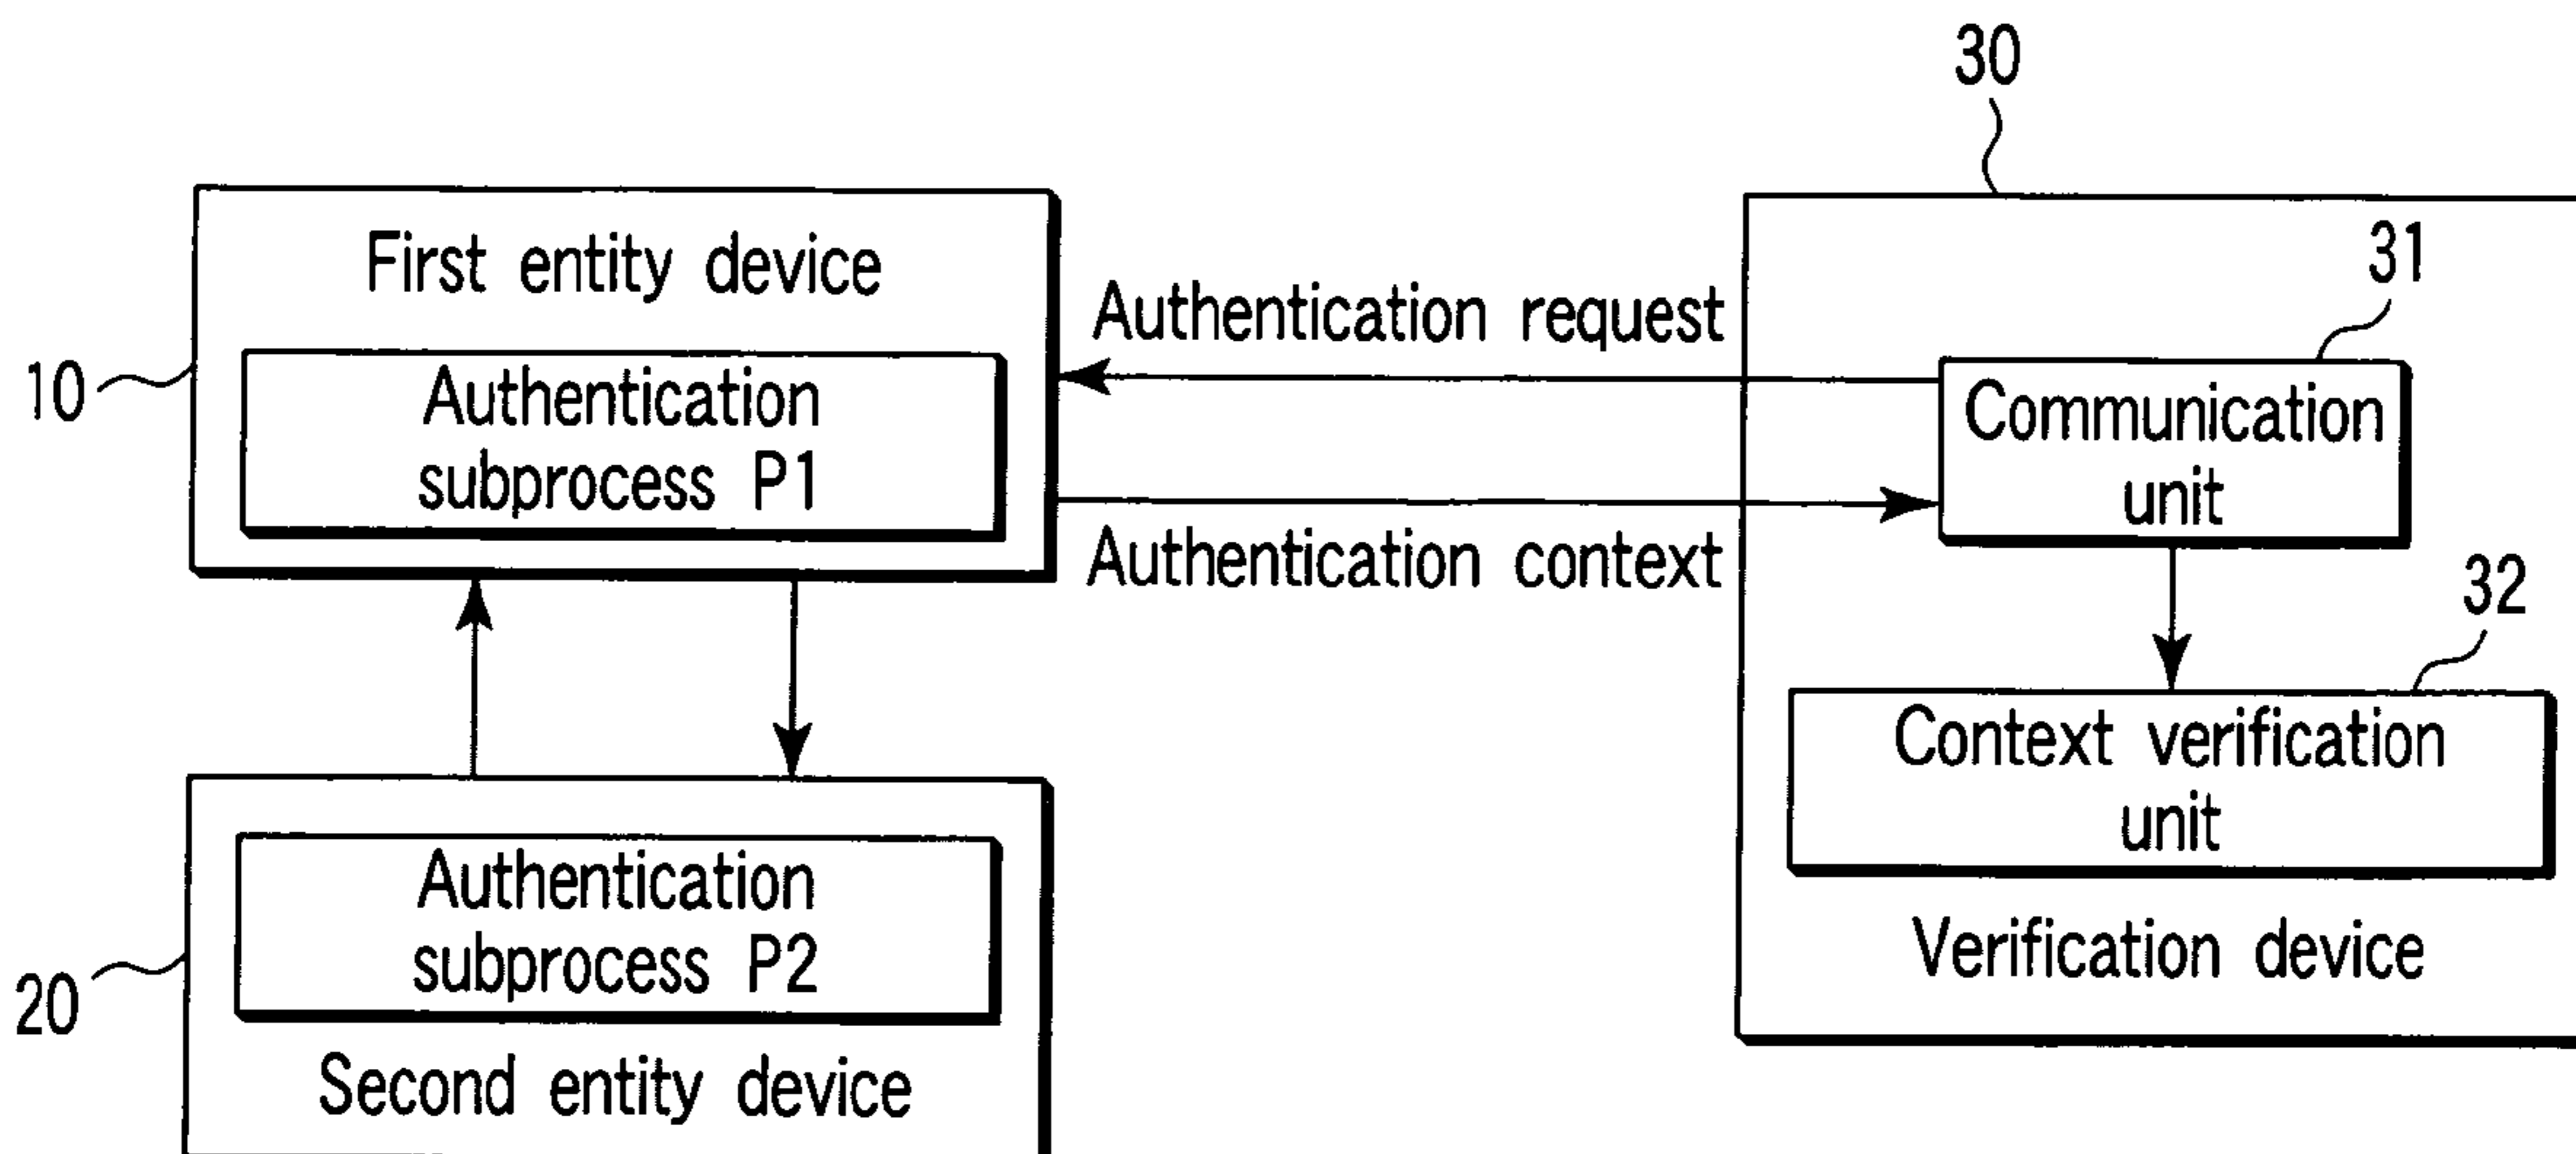 30
First entity device
31
Authentication request
10
Authentication
subprocess P1
Communication
unit
Authentication context
32
Context verification
unit
Authentication
subprocess P2
Verification device
20
Second entity device